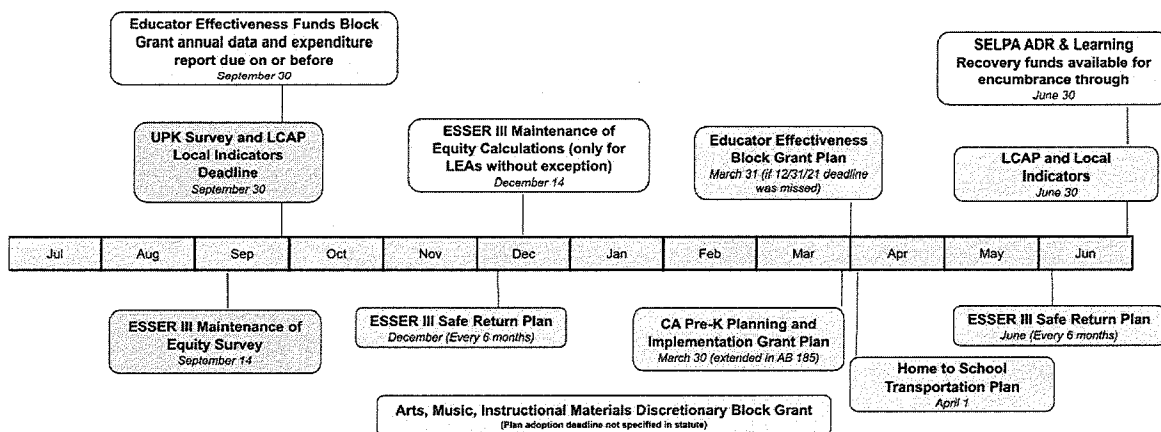 Educator Effectiveness Funds Block
Grant annual data and expenditure
report due on or before
September 30
SELPA ADR & Learning
Recovery funds available for
encumbrance through
June 30
UPK Survey and LCAP
Local Indicators
Deadline
September 30
ESSER III Maintenance of
Equity Calculations (only for
LEAs without exception)
December 14
Educator Effectiveness
Block Grant Plan
March 31 (if 12/31/21 deadline
was missed)
LCAP and Local
Indicators
June 30
Jul Aug Sep Oct Nov Dec Jan Feb Mar Apr May Jun
ESSER III Maintenance of
Equity Survey
September 14
ESSER III Safe Return Plan
December (Every 6 months)
CA Pre-K Planning and
Implementation Grant Plan
March 30 (extended in AB 185)
ESSER III Safe Return Plan
June (Every 6 months)
Home to School
Transportation Plan
April 1
Arts, Music, Instructional Materials Discretionary Block Grant
(Plan adoption deadline not specified in statute)